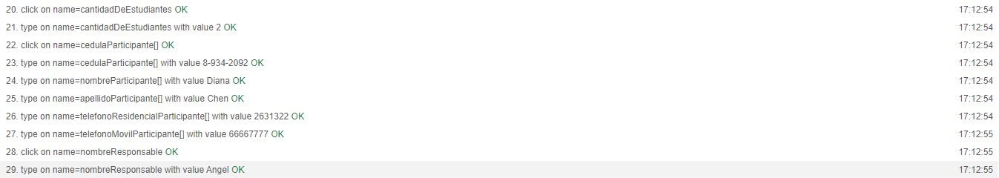 20. click on name=cantidadDeEstudiantes OK 17:12:54
21. type on name=cantidadDeEstudiantes with value 2 OK 17:12:54
22. click on name=cedulaParticipante[] OK 17:12:54
23. type on name=cedulaParticipante[] with value 8-934-2092 OK 17:12:54
24. type on name=nombreParticipante[] with value Diana OK 17:12:54
25. type on name=apellidoParticipante[] with value Chen OK 17:12:54
26. type on name=telefonoResidencialParticipante[] with value 2631322 OK 17:12:54
27. type on name=telefonoMovilParticipante[] with value 66667777 OK 17:12:55
28. click on name=nombreResponsable OK 17:12:55
29. type on name=nombreResponsable with value Angel OK 17:12:55